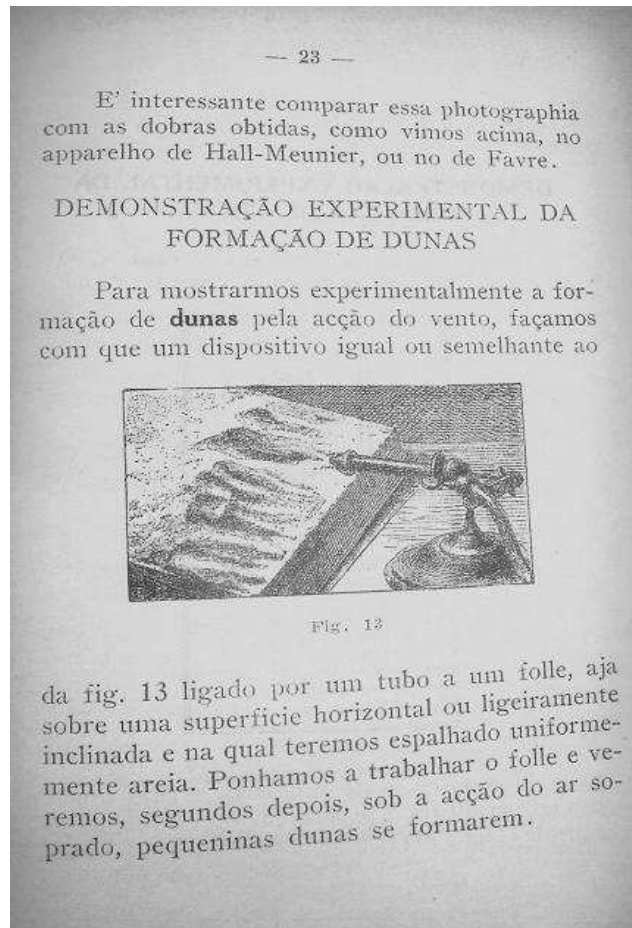 — 23 —
E' interessante comparar essa photographia
com as dobras obtidas, como vimos acima, no
apparelho de Hall-Meunier, ou no de Favre.
DEMONSTRAÇÃO EXPERIMENTAL DA
FORMAÇÃO DE DUNAS
Para mostrarmos experimentalmente a for-
mação de dunas pela acção do vento, façamos
com que um dispositivo igual ou semelhante ao
Fig. 13
da fig. 13 ligado por um tubo a um folle, aja
sobre uma superficie horizontal ou ligeiramente
inclinada e na qual teremos espalhado uniforme-
mente areia. Ponhamos a trabalhar o folle e ve-
remos, segundos depois, sob a acção do ar so-
prado, pequeninas dunas se formarem.